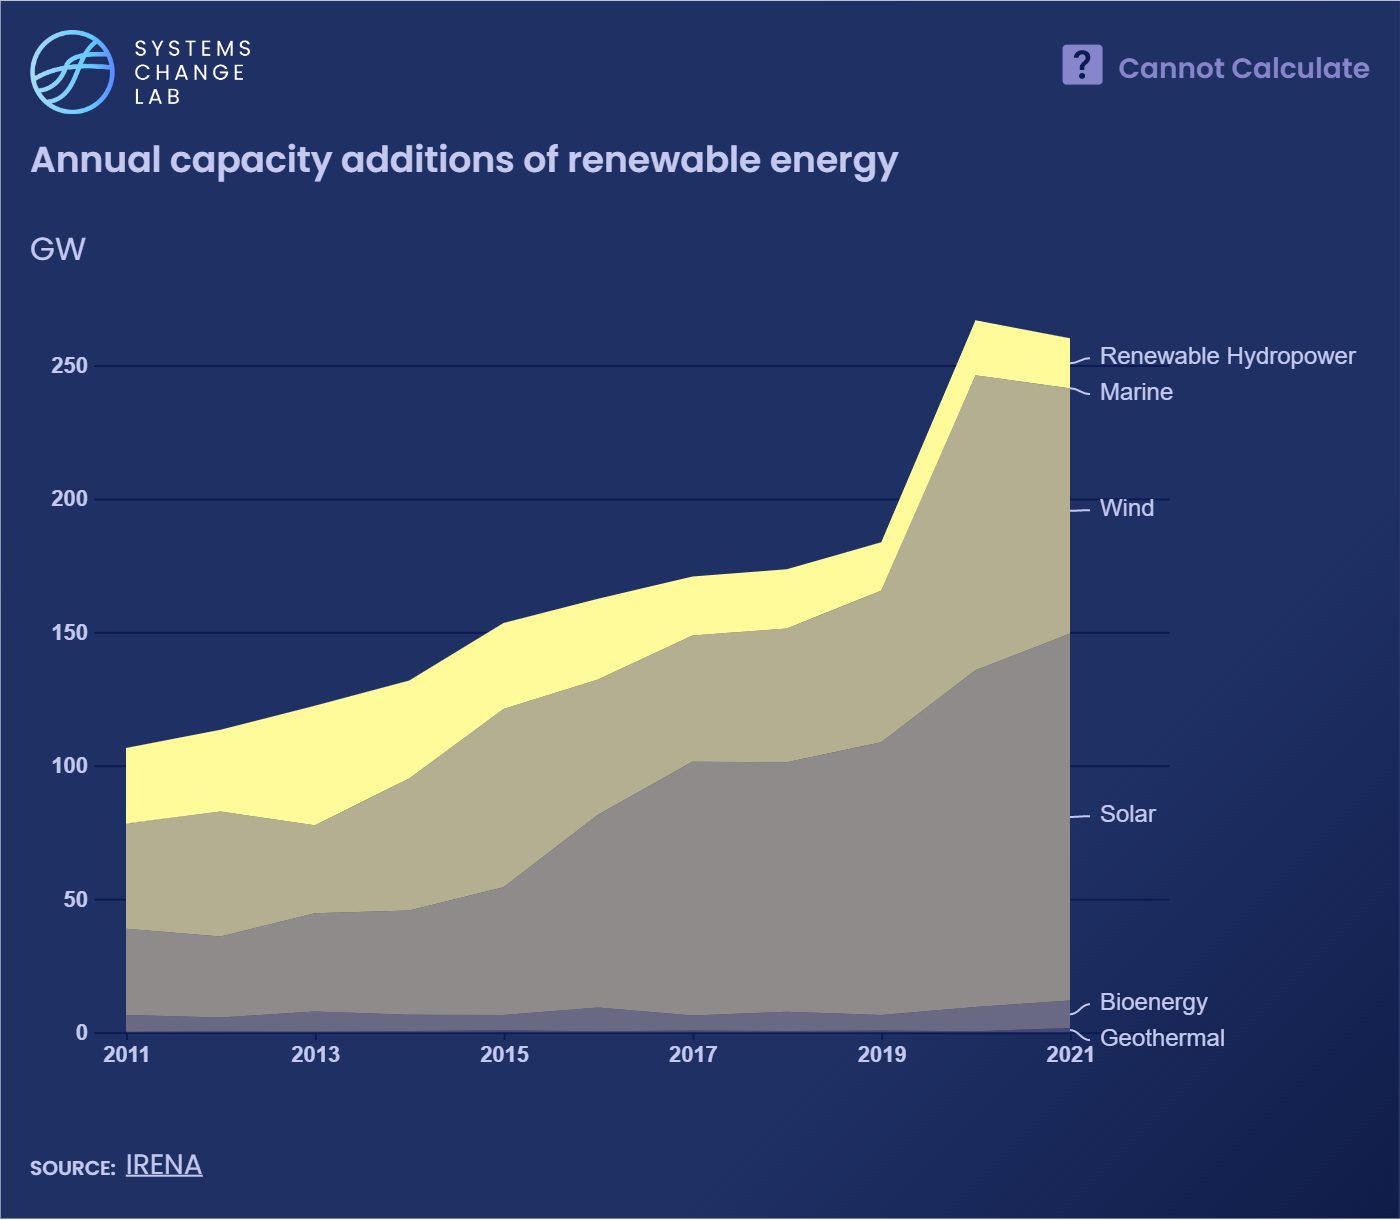 SYSTEMS
CHANGE
LAB
? Cannot Calculate
Annual capacity additions of renewable energy
GW
250
200
150
100
50
0
2011 2013 2015 2017 2019 2021
Renewable Hydropower
Marine
Wind
Solar
Bioenergy
Geothermal
SOURCE: IRENA